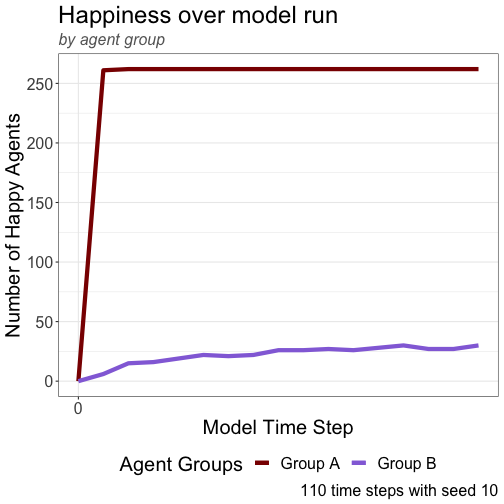 Happiness over model run
by agent group
Number of Happy Agents
250
200
150
100
50
0
0
Model Time Step
Agent Groups Group A Group B
110 time steps with seed 10